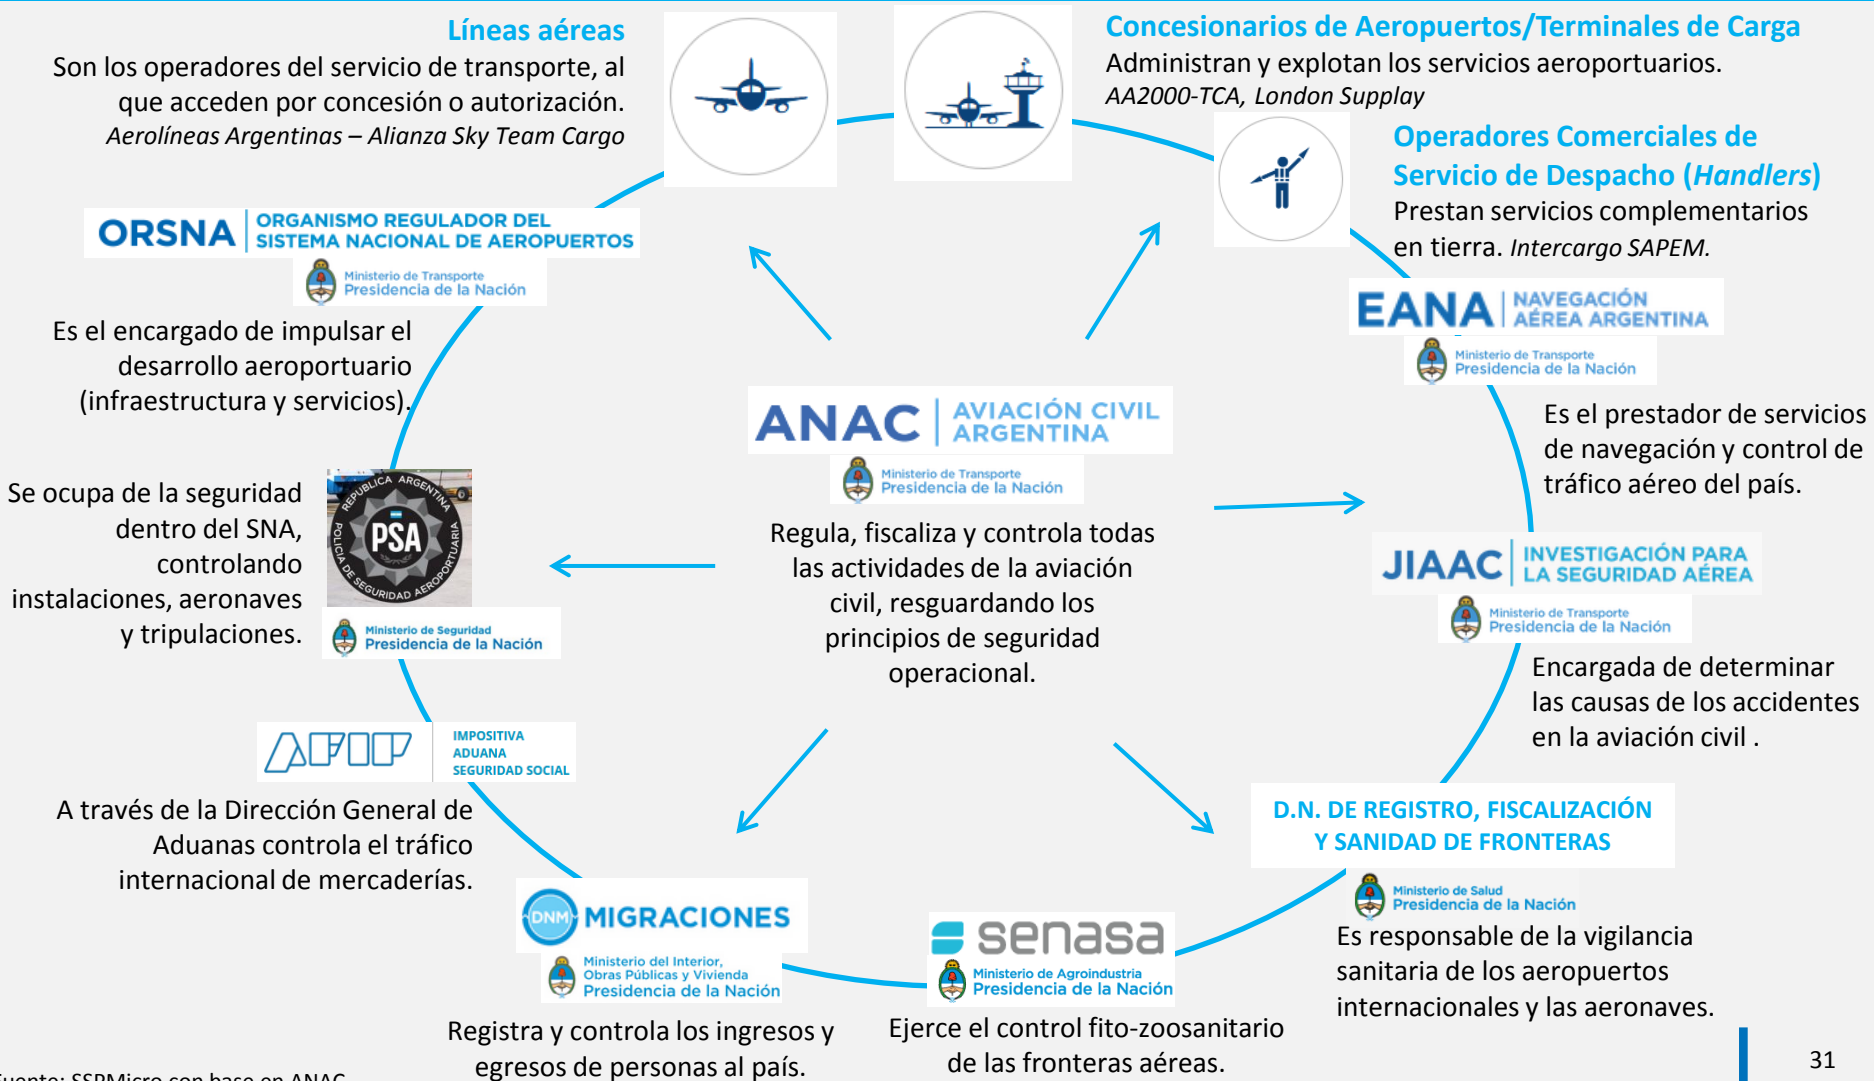 Líneas aéreas
Son los operadores del servicio de transporte, al
que acceden por concesión o autorización.
Aerolíneas Argentinas – Alianza Sky Team Cargo
Concesionarios de Aeropuertos/Terminales de Carga
Administran y explotan los servicios aeroportuarios.
AA2000-TCA, London Supplay
Operadores Comerciales de
Servicio de Despacho (Handlers)
Prestan servicios complementarios
en tierra. Intercargo SAPEM.
ORSNA
ORGANISMO REGULADOR DEL
SISTEMA NACIONAL DE AEROPUERTOS
Ministerio de Transporte
Presidencia de la Nación
Es el encargado de impulsar el
desarrollo aeroportuario
(infraestructura y servicios).
EANA
NAVEGACIÓN
AÉREA ARGENTINA
Ministerio de Transporte
Presidencia de la Nación
Es el prestador de servicios
de navegación y control de
tráfico aéreo del país.
ANAC
AVIACIÓN CIVIL
ARGENTINA
Ministerio de Transporte
Presidencia de la Nación
Regula, fiscaliza y controla todas
las actividades de la aviación
civil, resguardando los
principios de seguridad
operacional.
Se ocupa de la seguridad
dentro del SNA,
controlando
instalaciones, aeronaves
y tripulaciones.
REPUBLICA ARGENTINA
PSA
POLICIA DE SEGURIDAD AEROPORTUARIA
Ministerio de Seguridad
Presidencia de la Nación
JIAAC
INVESTIGACIÓN PARA
LA SEGURIDAD AÉREA
Ministerio de Transporte
Presidencia de la Nación
Encargada de determinar
las causas de los accidentes
en la aviación civil .
AFIP
IMPOSITIVA
ADUANA
SEGURIDAD SOCIAL
A través de la Dirección General de
Aduanas controla el tráfico
internacional de mercaderías.
D.N. DE REGISTRO, FISCALIZACIÓN
Y SANIDAD DE FRONTERAS
Ministerio de Salud
Presidencia de la Nación
Es responsable de la vigilancia
sanitaria de los aeropuertos
internacionales y las aeronaves.
DNM
MIGRACIONES
Ministerio del Interior,
Obras Públicas y Vivienda
Presidencia de la Nación
Registra y controla los ingresos y
egresos de personas al país.
senasa
Ministerio de Agroindustria
Presidencia de la Nación
Ejerce el control fito-zoosanitario
de las fronteras aéreas.
Fuente: SSPMicro con base en ANAC
31